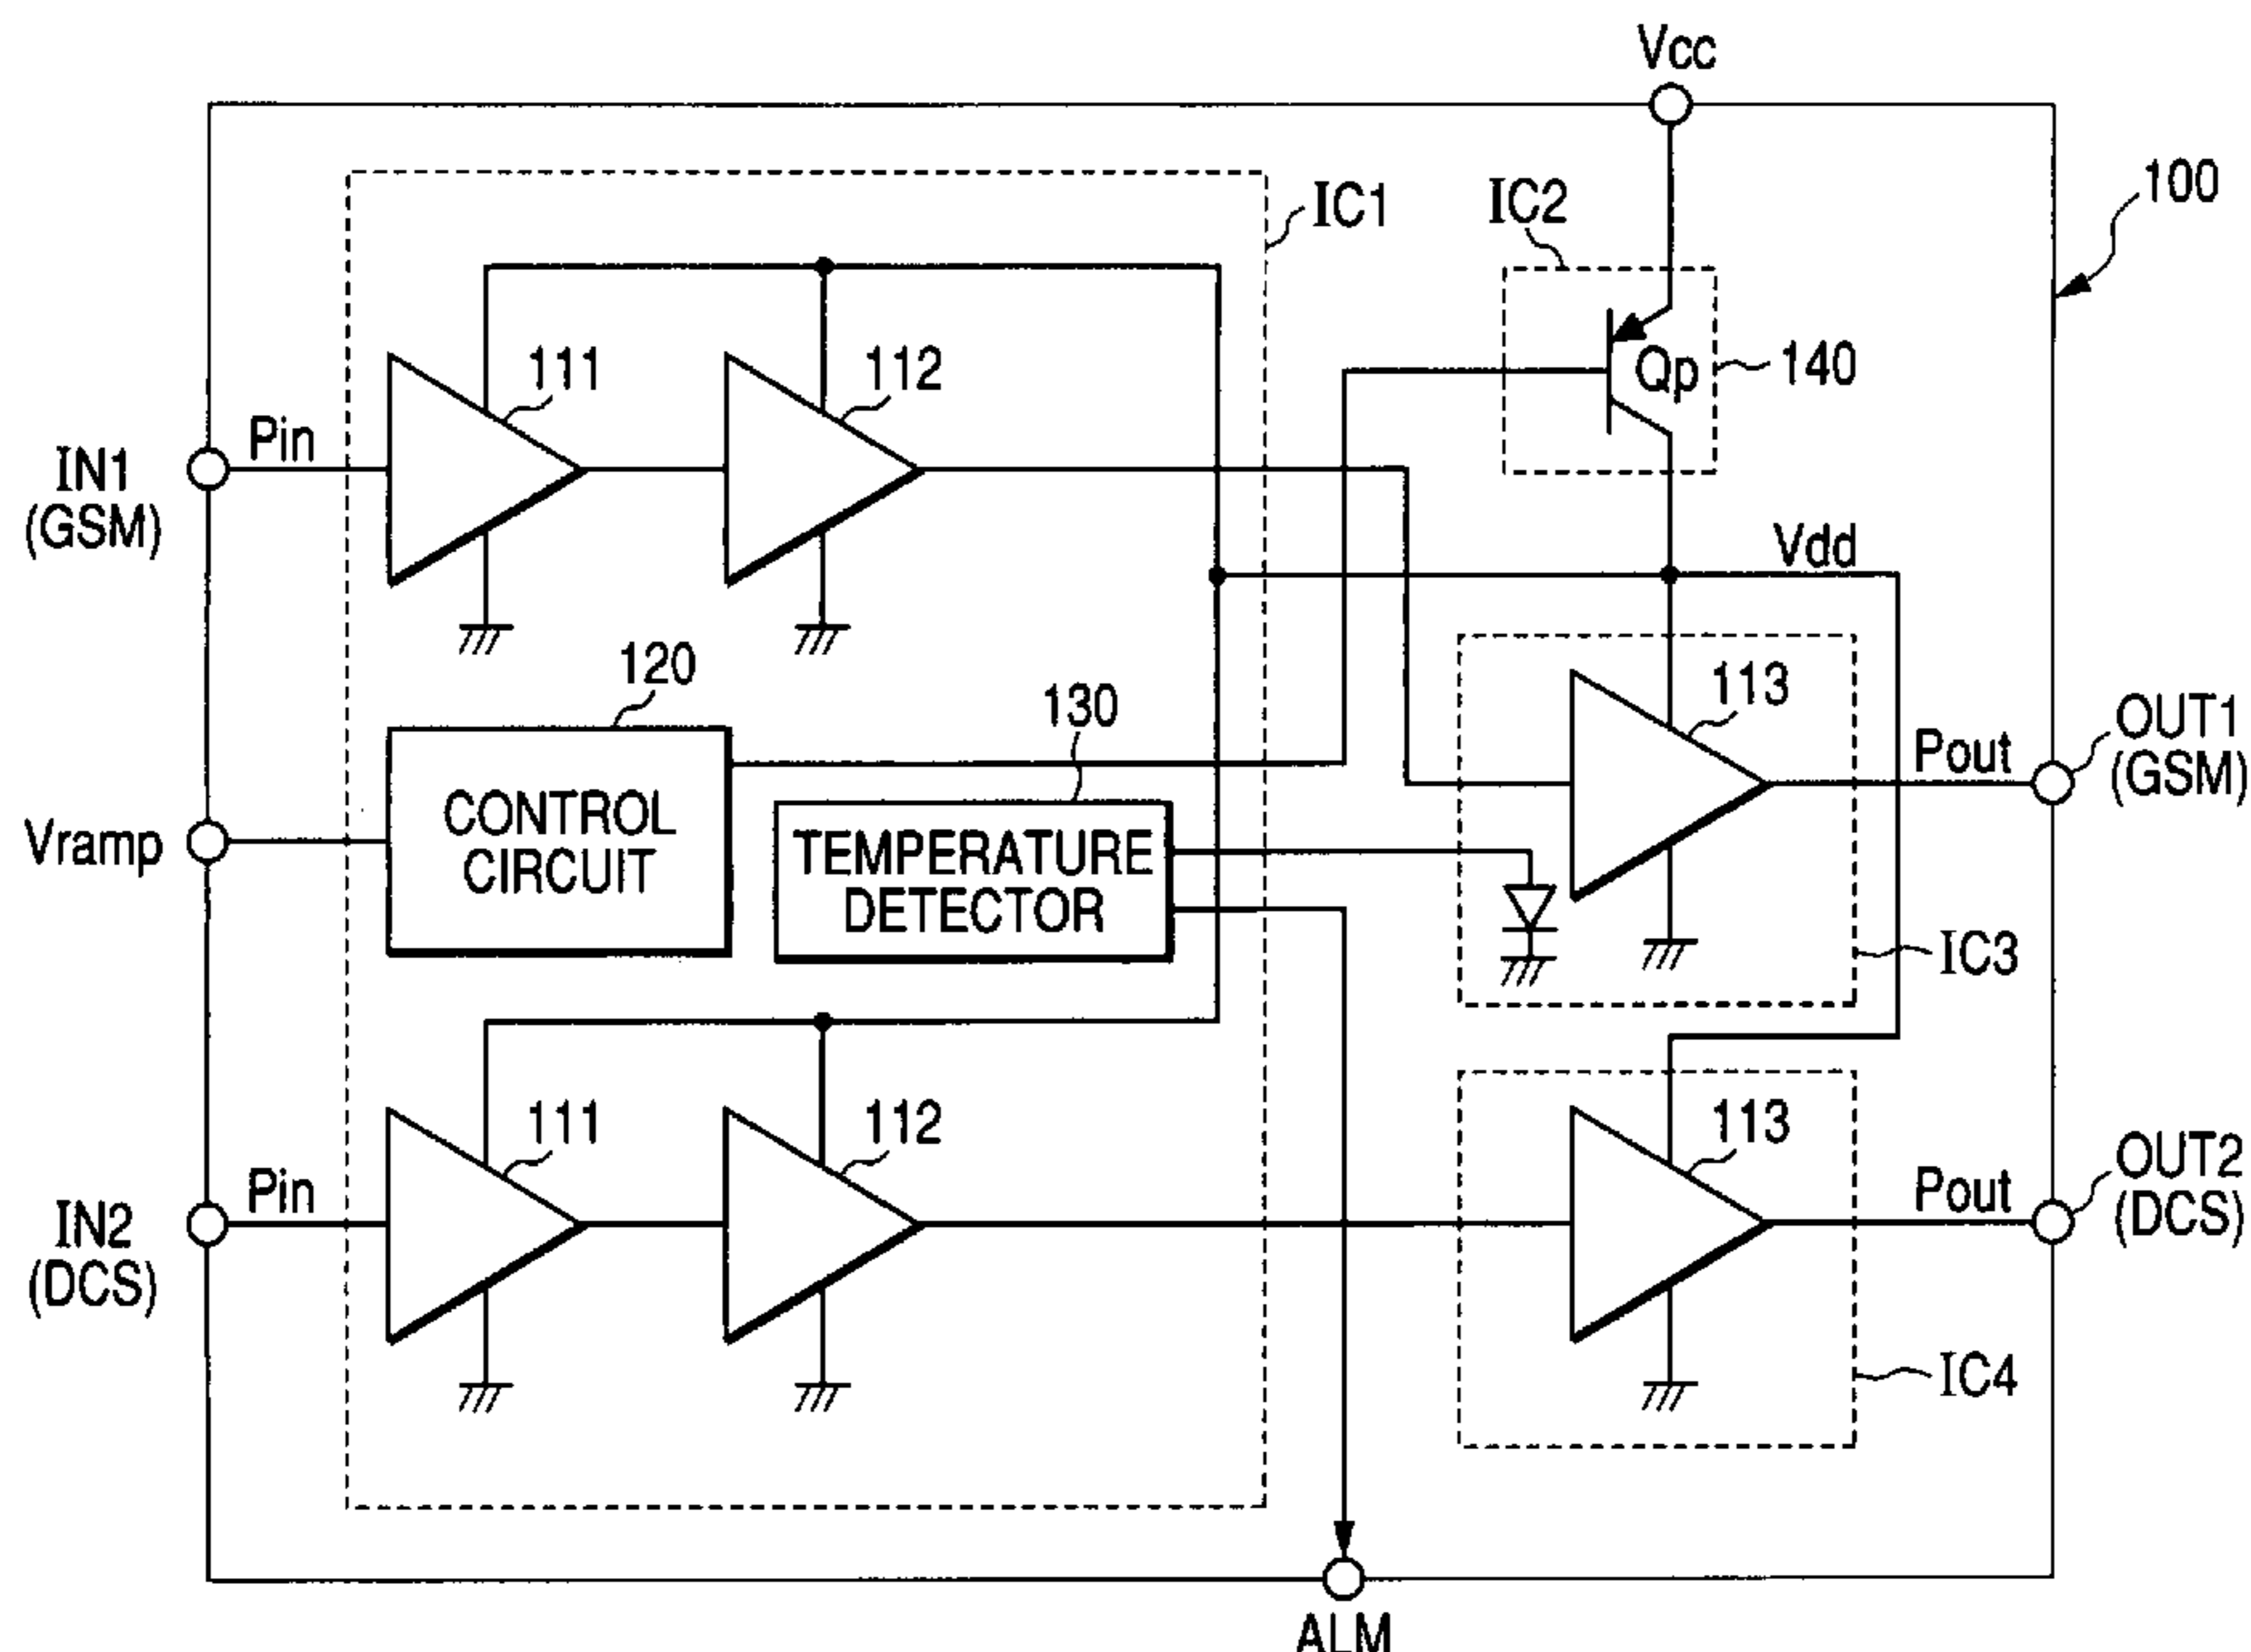 Vcc
100
IC1
IC2
111
112
Qp
140
Pin
IN1
(GSM)
Vdd
120
130
113
OUT1
(GSM)
Pout
CONTROL
CIRCUIT
Vramp
TEMPERATURE
DETECTOR
IC3
111
112
113
OUT2
(DCS)
Pin
Pout
IN2
(DCS)
IC4
ALM